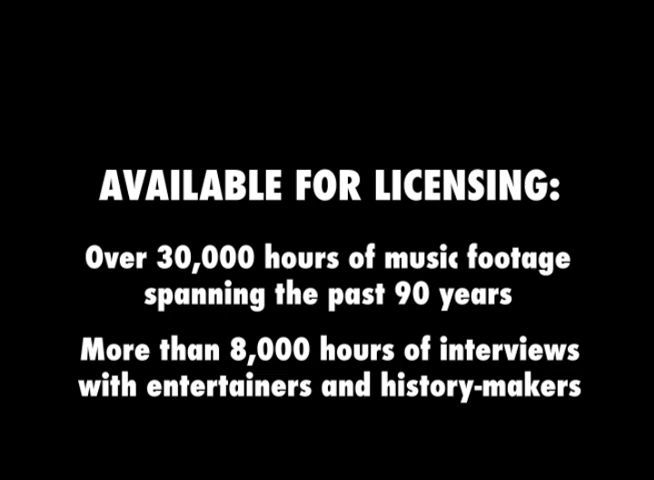 AVAILABLE FOR LICENSING:
Over 30,000 hours of music footage
spanning the past 90 years
More than 8,000 hours of interviews
with entertainers and history-makers